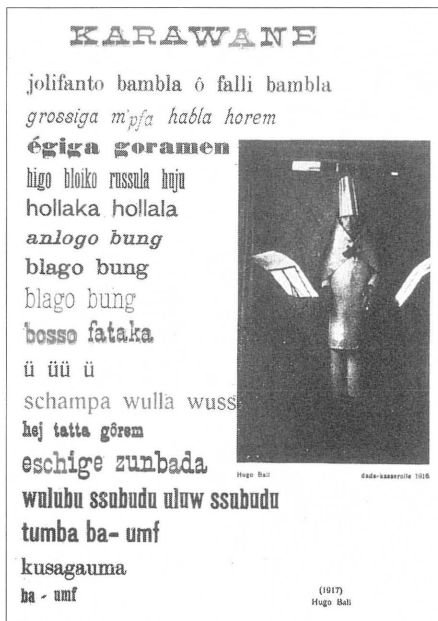 KARAWANE
jolifanto bambla ô falli bambla
grossiga m'pfa habla horem
égiga goramen
higo bloiko russula huju
hollaka hollala
anlogo bung
blago bung
blago bung
bosso fataka
ü üü ü
schampa wulla wuss
hej tatta gôrem
eschige zunbada
wulubu ssubudu uluw ssubudu
tumba ba- umf
kusagauma
ba - umf
Hugo Ball dada-kasserolle 1916
(1917)
Hugo Ball